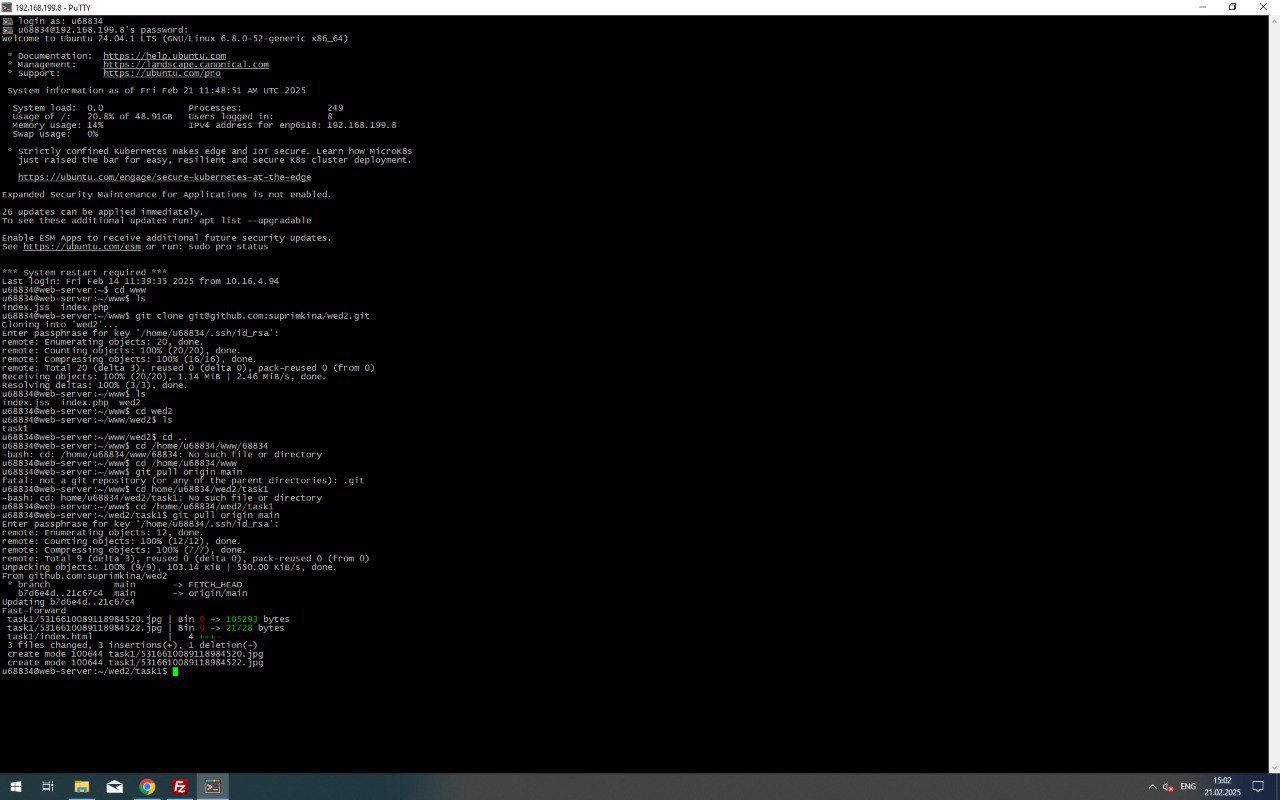 192.168.199.8 - PuTTY
login as: u68834
u68834@192.168.199.8's password:
Welcome to Ubuntu 24.04.1 LTS (GNU/Linux 6.8.0-52-generic x86_64)
* Documentation:  https://help.ubuntu.com
* Management:     https://landscape.canonical.com
* Support:        https://ubuntu.com/pro
System information as of Fri Feb 21 11:48:51 AM UTC 2025
System load:  0.0                Processes:              249
Usage of /:   20.8% of 48.91GB   Users logged in:        8
Memory usage: 14%                IPv4 address for enp6s18: 192.168.199.8
Swap usage:   0%
* Strictly confined Kubernetes makes edge and IoT secure. Learn how MicroK8s
just raised the bar for easy, resilient and secure K8s cluster deployment.
https://ubuntu.com/engage/secure-kubernetes-at-the-edge
Expanded Security Maintenance for Applications is not enabled.
26 updates can be applied immediately.
To see these additional updates run: apt list --upgradable
Enable ESM Apps to receive additional future security updates.
See https://ubuntu.com/esm or run: sudo pro status
*** System restart required ***
Last login: Fri Feb 14 11:39:35 2025 from 10.16.4.94
u68834@web-server:~$ cd www
u68834@web-server:~/www$ ls
index.jss  index.php
u68834@web-server:~/www$ git clone git@github.com:suprimkina/wed2.git
Cloning into 'wed2'...
Enter passphrase for key '/home/u68834/.ssh/id_rsa':
remote: Enumerating objects: 20, done.
remote: Counting objects: 100% (20/20), done.
remote: Compressing objects: 100% (16/16), done.
remote: Total 20 (delta 3), reused 0 (delta 0), pack-reused 0 (from 0)
Receiving objects: 100% (20/20), 1.14 MiB | 2.46 MiB/s, done.
Resolving deltas: 100% (3/3), done.
u68834@web-server:~/www$ ls
index.jss  index.php  wed2
u68834@web-server:~/www$ cd wed2
u68834@web-server:~/www/wed2$ ls
task1
u68834@web-server:~/www/wed2$ cd ..
u68834@web-server:~/www$ cd /home/u68834/www/68834
-bash: cd: /home/u68834/www/68834: No such file or directory
u68834@web-server:~/www$ cd /home/u68834/www
u68834@web-server:~/www$ git pull origin main
fatal: not a git repository (or any of the parent directories): .git
u68834@web-server:~/www$ cd home/u68834/wed2/task1
-bash: cd: home/u68834/wed2/task1: No such file or directory
u68834@web-server:~/www$ cd /home/u68834/wed2/task1
u68834@web-server:~/wed2/task1$ git pull origin main
Enter passphrase for key '/home/u68834/.ssh/id_rsa':
remote: Enumerating objects: 12, done.
remote: Counting objects: 100% (12/12), done.
remote: Compressing objects: 100% (7/7), done.
remote: Total 9 (delta 3), reused 0 (delta 0), pack-reused 0 (from 0)
Unpacking objects: 100% (9/9), 103.14 KiB | 550.00 KiB/s, done.
From github.com:suprimkina/wed2
* branch            main       -> FETCH_HEAD
b7d6e4d..21c67c4  main       -> origin/main
Updating b7d6e4d..21c67c4
Fast-forward
task1/5316610089118984520.jpg | Bin 0 -> 105293 bytes
task1/5316610089118984522.jpg | Bin 0 -> 21728 bytes
task1/index.html              |   4 +++-
3 files changed, 3 insertions(+), 1 deletion(-)
create mode 100644 task1/5316610089118984520.jpg
create mode 100644 task1/5316610089118984522.jpg
u68834@web-server:~/wed2/task1$
ENG
15:02
21.02.2025